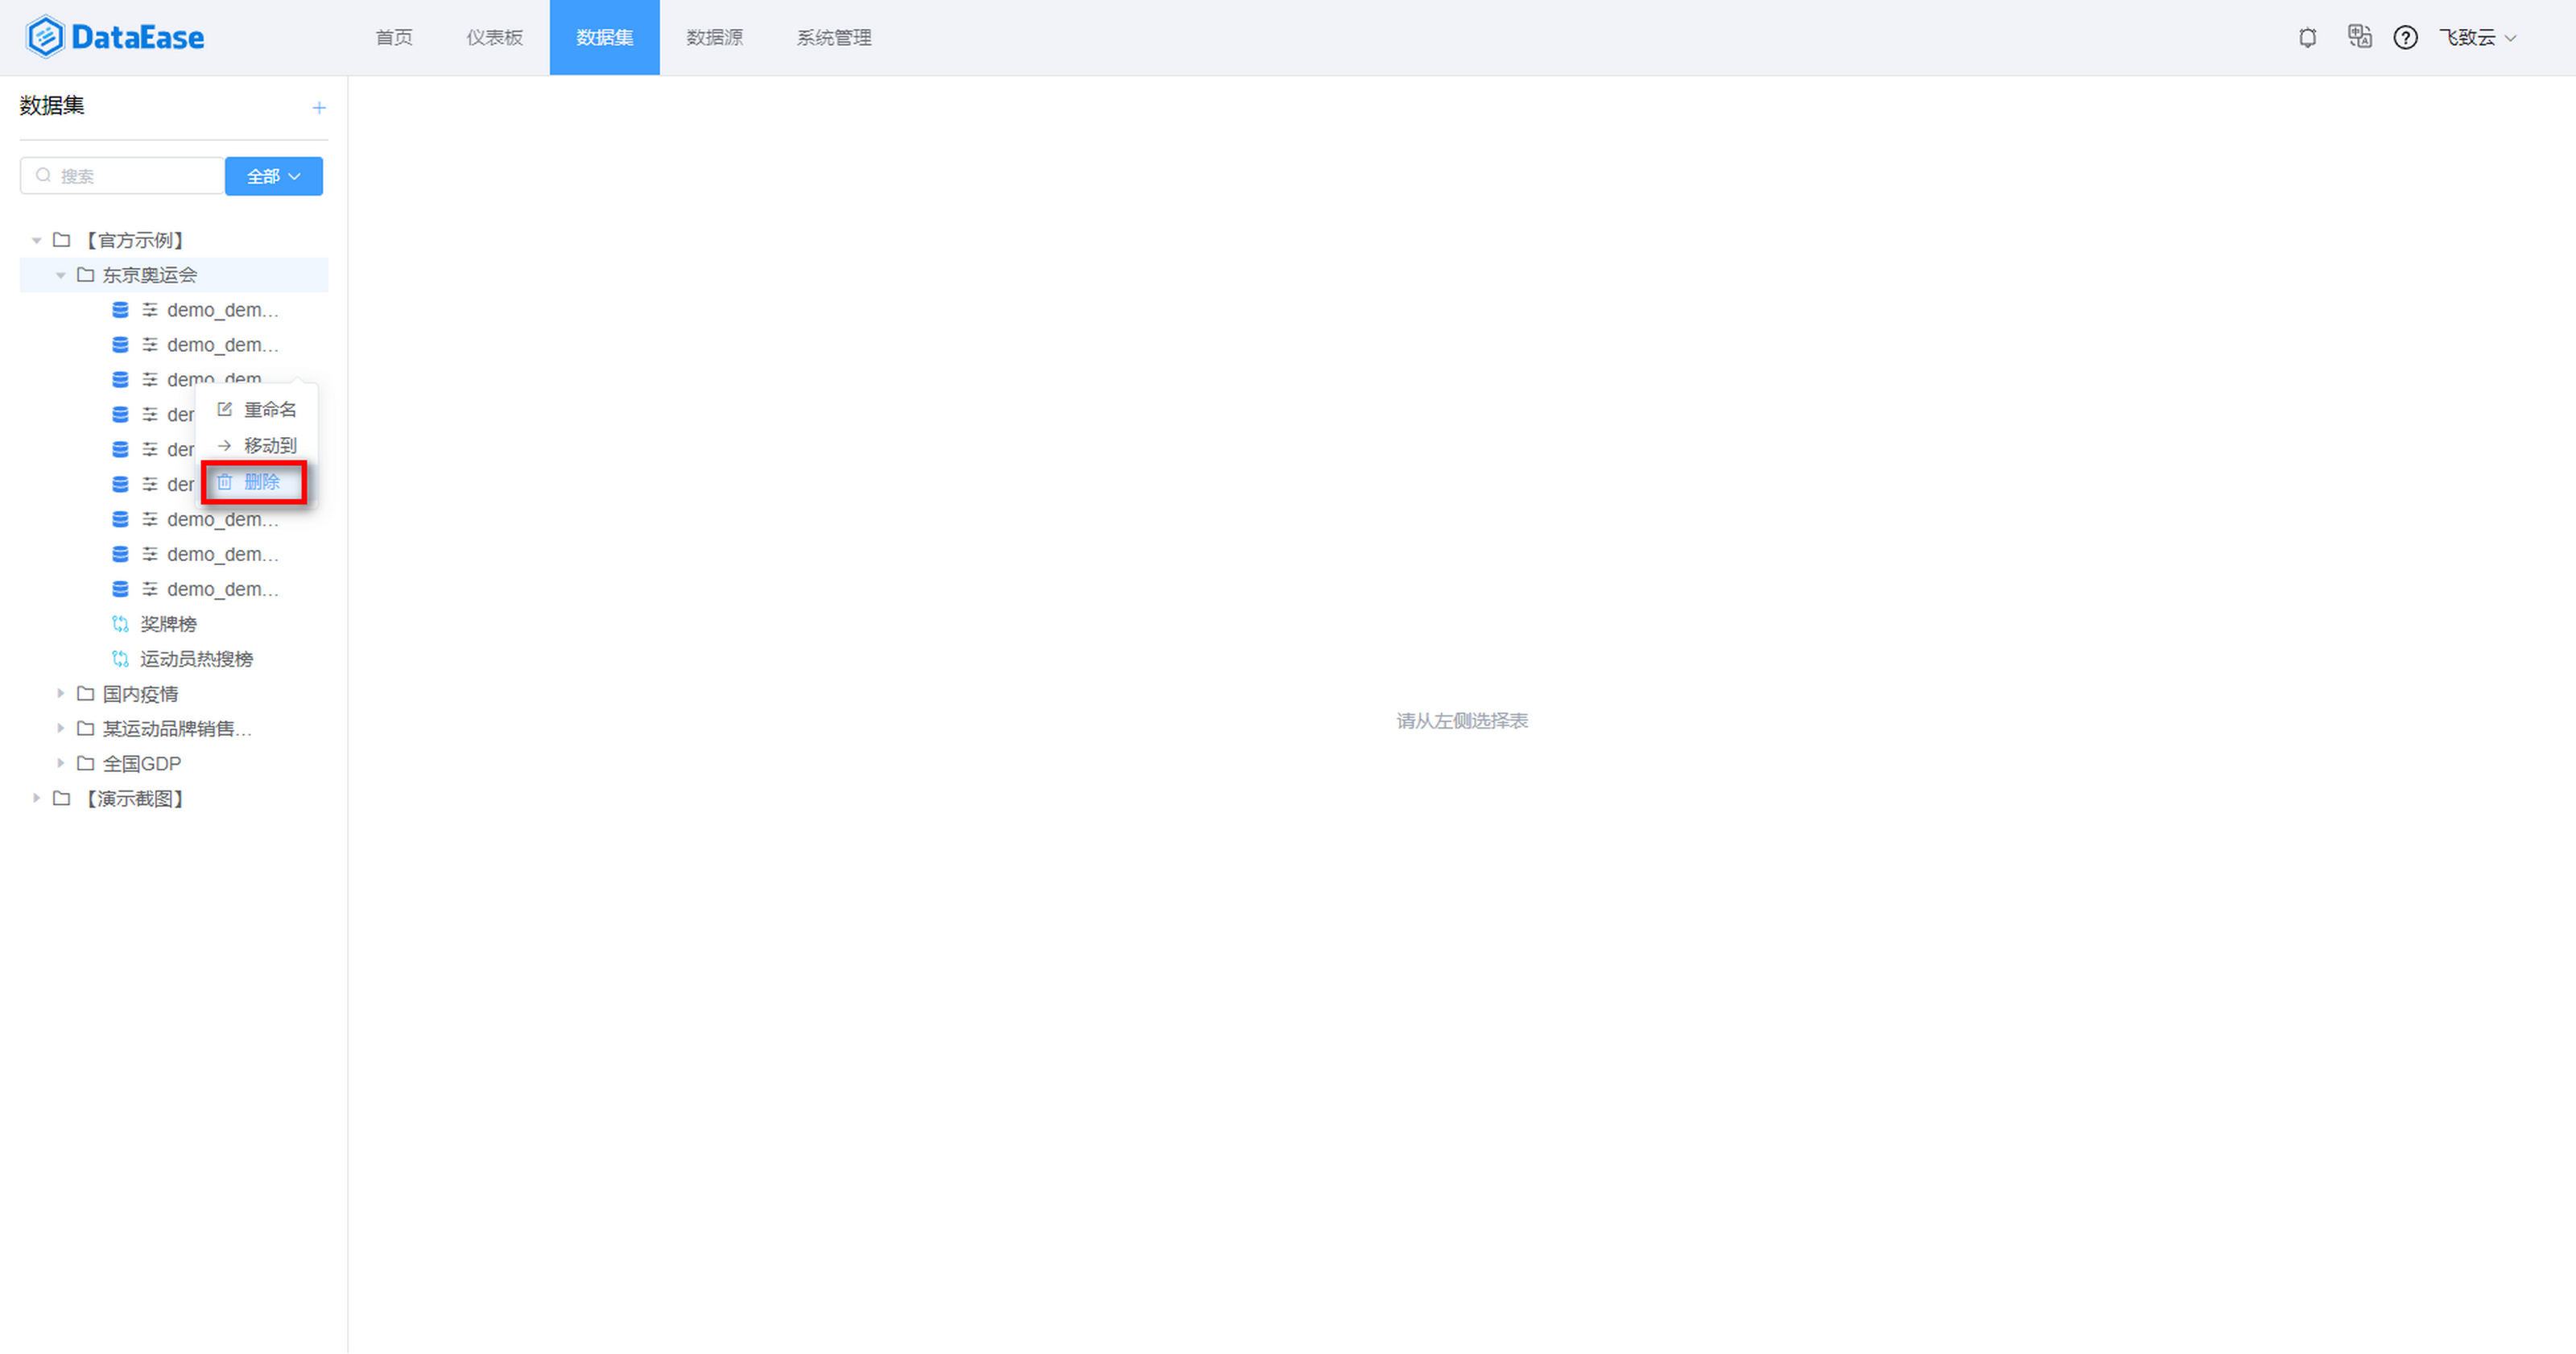 DataEase
首页
仪表板
数据集
数据源
系统管理
飞致云
数据集
搜索
全部
【官方示例】
东京奥运会
demo_dem...
demo_dem...
demo_dem
der
der
der
重命名
移动到
删除
demo_dem...
demo_dem...
demo_dem...
奖牌榜
运动员热搜榜
国内疫情
某运动品牌销售...
全国GDP
【演示截图】
请从左侧选择表